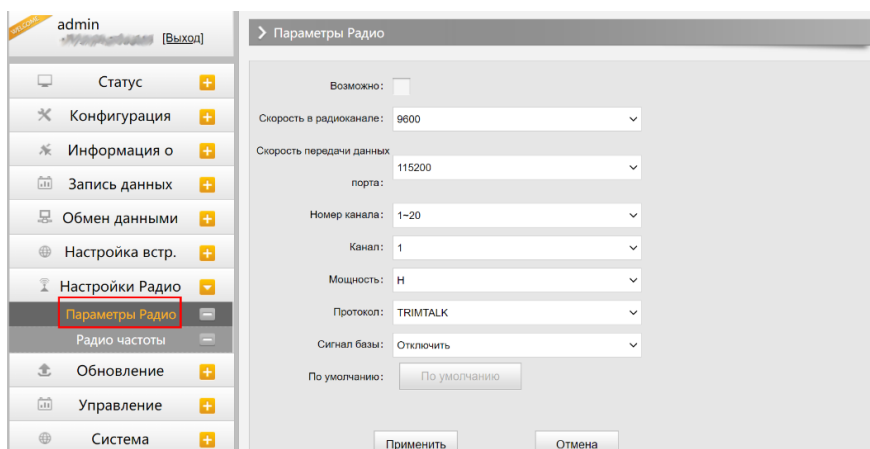 WELCOME
admin
[Выход]
Статус
Конфигурация
Информация о
Запись данных
Обмен данными
Настройка встр.
Настройки Радио
Параметры Радио
Радио частоты
Обновление
Управление
Система
Параметры Радио
Возможно:
Скорость в радиоканале: 9600
Скорость передачи данных
порта: 115200
Номер канала: 1~20
Канал: 1
Мощность: H
Протокол: TRIMTALK
Сигнал базы: Отключить
По умолчанию: По умолчанию
Применить Отмена